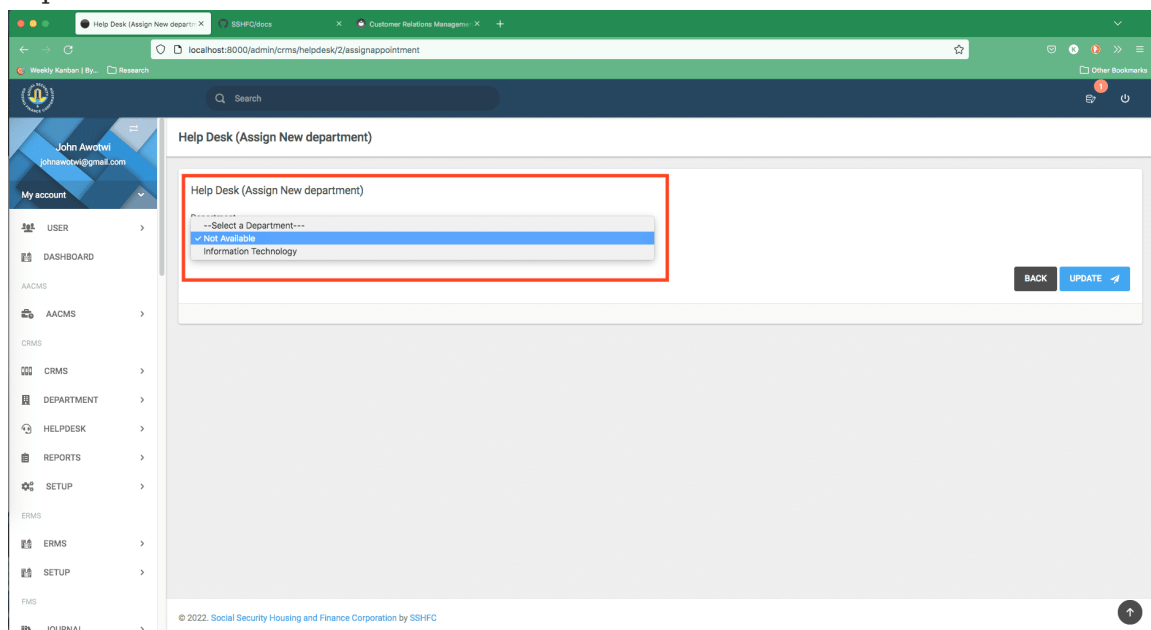 Help Desk (Assign New departm
SSHFC/docs
Customer Relations Managemen
localhost:8000/admin/crms/helpdesk/2/assignappointment
Weekly Kanban | By...
Research
Other Bookmarks
Search
1
John Awotwi
johnawotwi@gmail.com
My account
Help Desk (Assign New department)
Help Desk (Assign New department)
--Select a Department---
✓ Not Available
Information Technology
BACK
UPDATE
USER
DASHBOARD
AACMS
AACMS
CRMS
CRMS
DEPARTMENT
HELPDESK
REPORTS
SETUP
ERMS
ERMS
SETUP
FMS
JOURNAL
© 2022. Social Security Housing and Finance Corporation by SSHFC